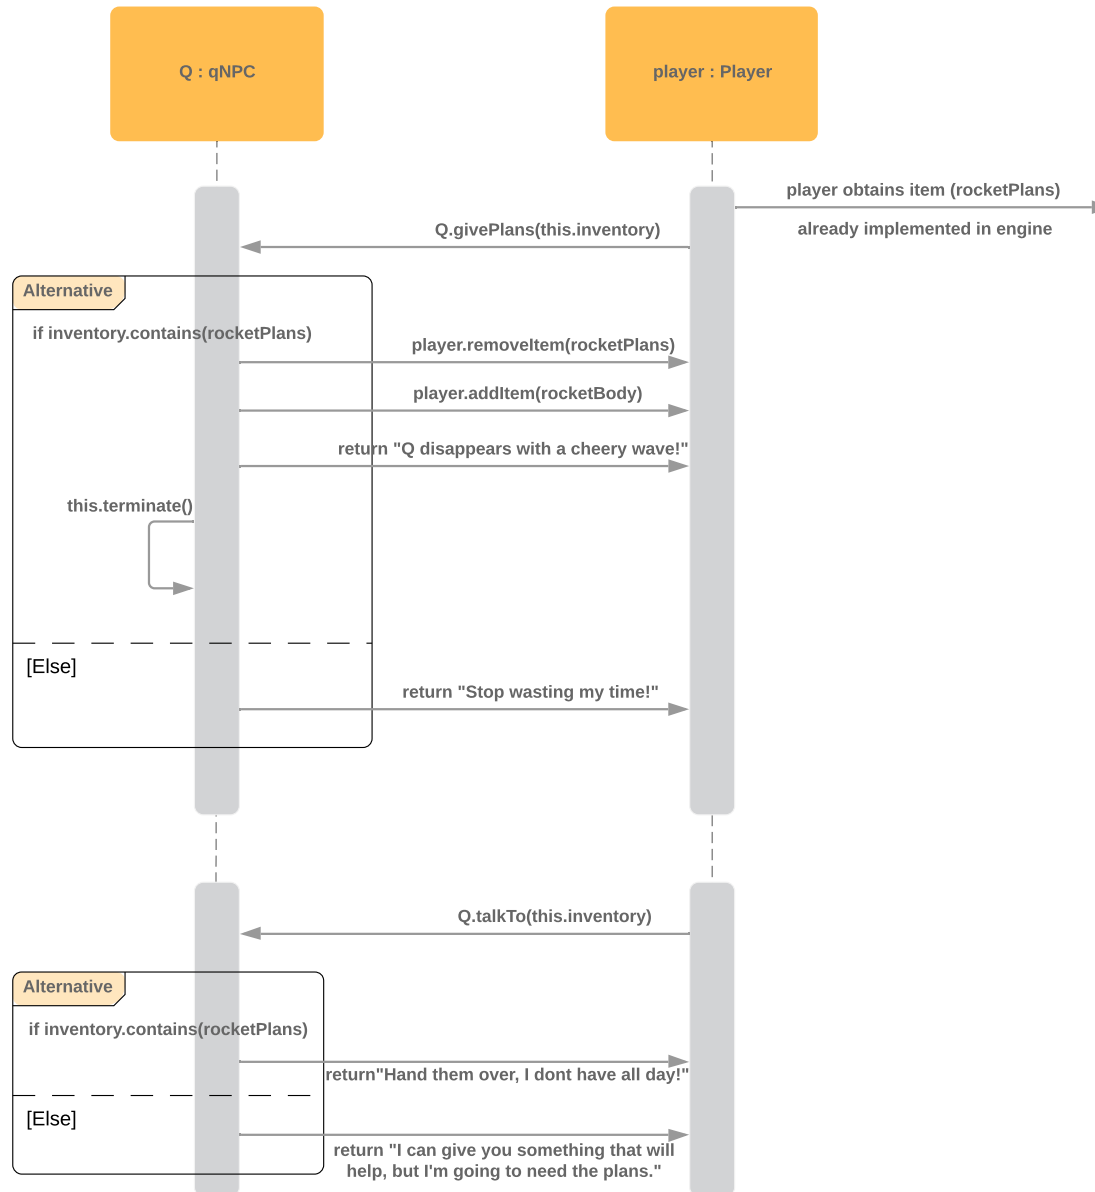 Q : qNPC
player : Player
player obtains item (rocketPlans)
already implemented in engine
Q.givePlans(this.inventory)
Alternative
if inventory.contains(rocketPlans)
player.removeItem(rocketPlans)
player.addItem(rocketBody)
return "Q disappears with a cheery wave!"
this.terminate()
[Else]
return "Stop wasting my time!"
Q.talkTo(this.inventory)
Alternative
if inventory.contains(rocketPlans)
return"Hand them over, I dont have all day!"
[Else]
return "I can give you something that will
help, but I'm going to need the plans."